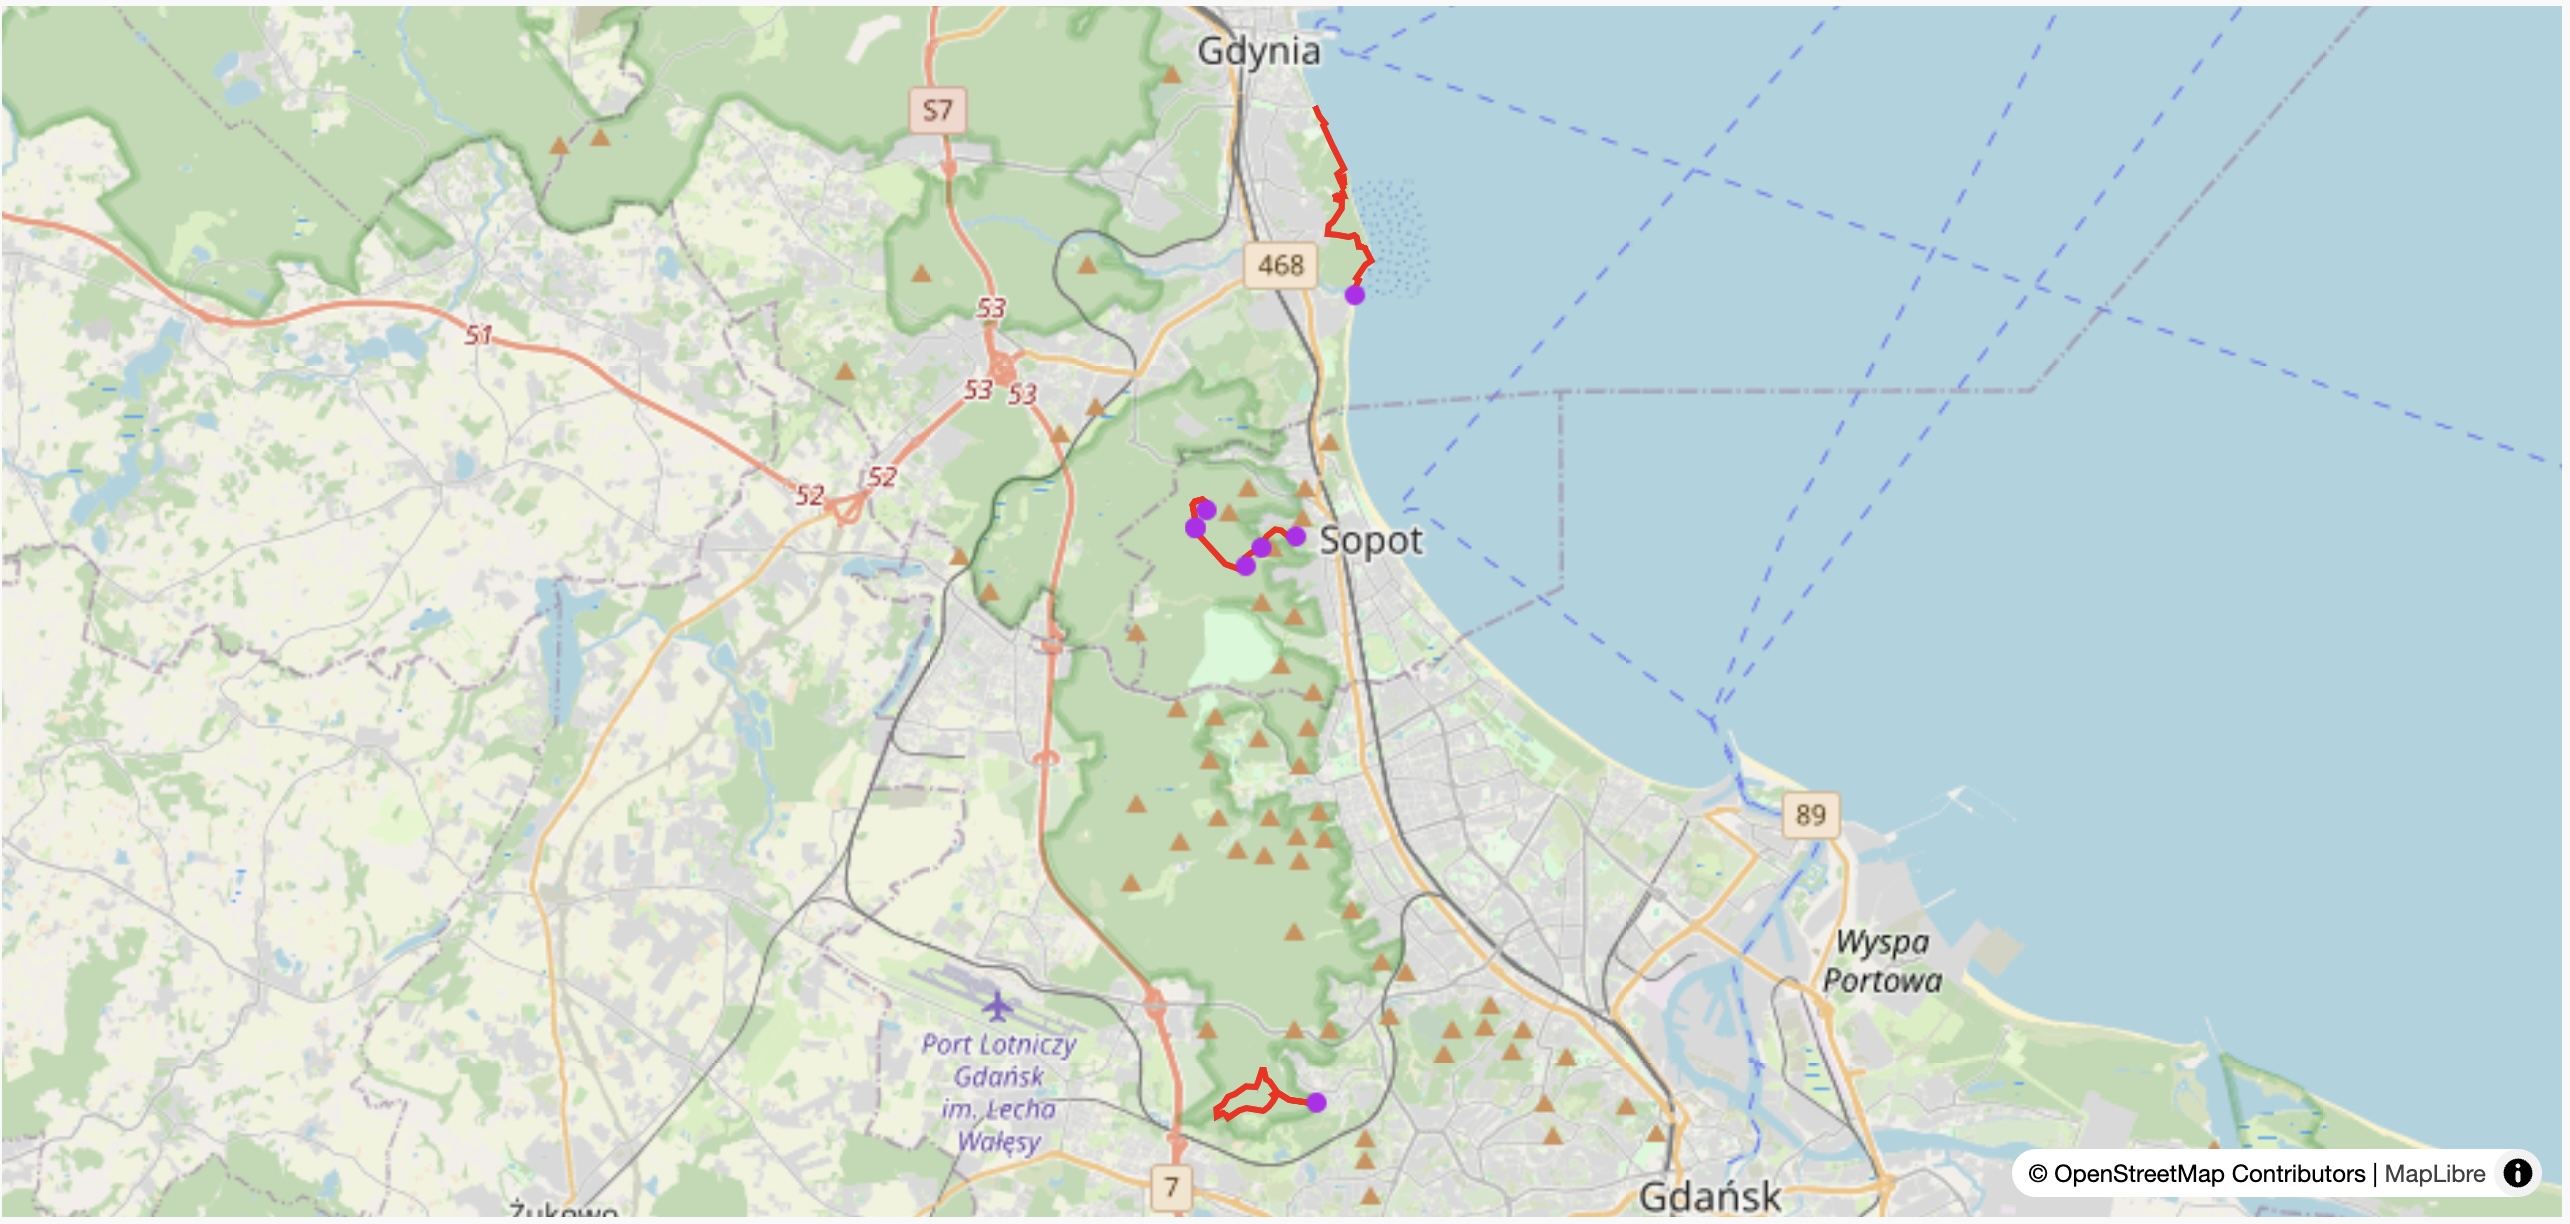 Gdynia
S7
468
53
51
53
53
52
52
Sopot
89
Wyspa
Portowa
Port Lotniczy
Gdańsk
im. Lecha
Wałęsy
7
Gdańsk
Żukowo
© OpenStreetMap Contributors | MapLibre